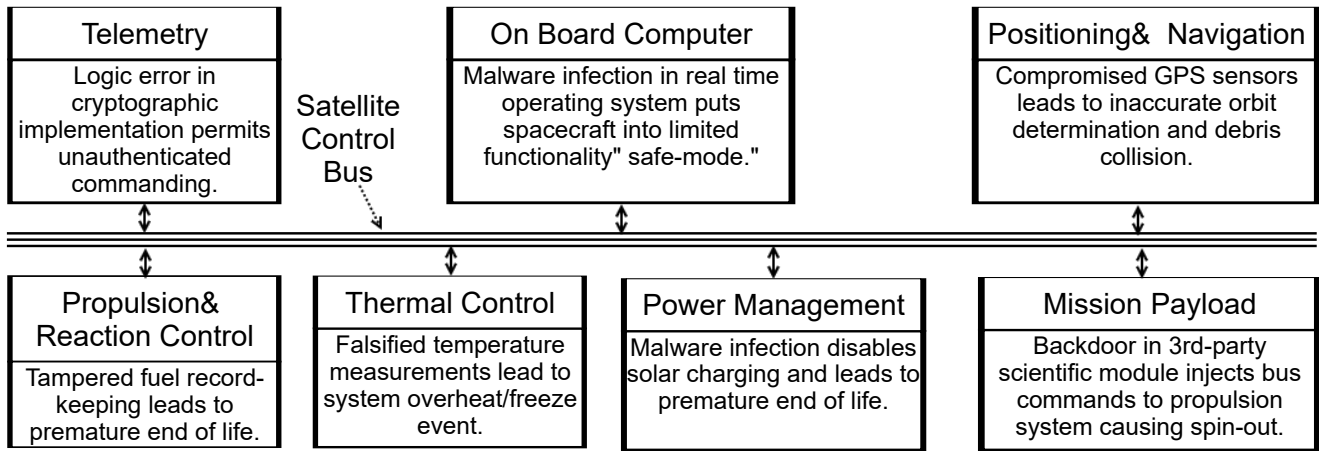 Telemetry
Logic error in
cryptographic
implementation permits
unauthenticated
commanding.
On Board Computer
Malware infection in real time
operating system puts
spacecraft into limited
functionality" safe-mode."
Positioning& Navigation
Compromised GPS sensors
leads to inaccurate orbit
determination and debris
collision.
Satellite
Control
Bus
Propulsion&
Reaction Control
Tampered fuel record-
keeping leads to
premature end of life.
Thermal Control
Falsified temperature
measurements lead to
system overheat/freeze
event.
Power Management
Malware infection disables
solar charging and leads to
premature end of life.
Mission Payload
Backdoor in 3rd-party
scientific module injects bus
commands to propulsion
system causing spin-out.